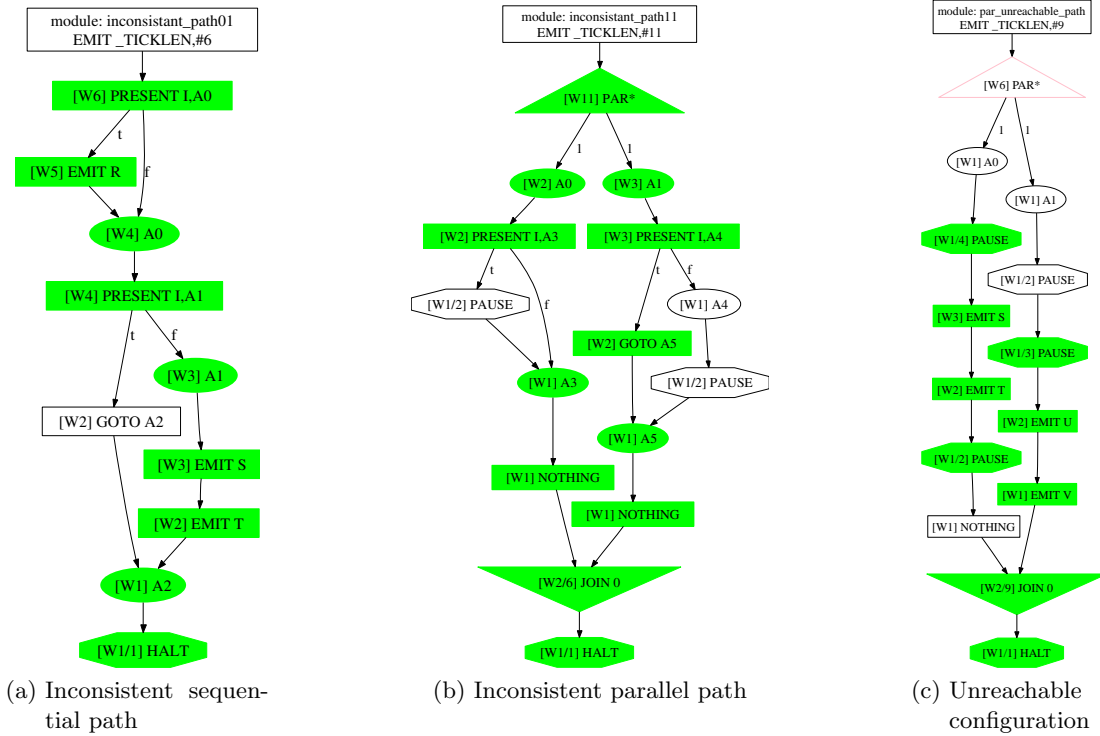 module: inconsistant_path01
EMIT _TICKLEN,#6
[W6] PRESENT I,A0
t
f
[W5] EMIT R
[W4] A0
[W4] PRESENT I,A1
t
f
[W3] A1
[W2] GOTO A2
[W3] EMIT S
[W2] EMIT T
[W1] A2
[W1/1] HALT
(a) Inconsistent sequen-
tial path
module: inconsistant_path11
EMIT _TICKLEN,#11
[W11] PAR*
l
l
[W2] A0
[W3] A1
[W2] PRESENT I,A3
[W3] PRESENT I,A4
t
f
t
f
[W1/2] PAUSE
[W1] A4
[W2] GOTO A5
[W1] A3
[W1/2] PAUSE
[W1] A5
[W1] NOTHING
[W1] NOTHING
[W2/6] JOIN 0
[W1/1] HALT
(b) Inconsistent parallel path
module: par_unreachable_path
EMIT _TICKLEN,#9
[W6] PAR*
l
l
[W1] A0
[W1] A1
[W1/4] PAUSE
[W1/2] PAUSE
[W3] EMIT S
[W1/3] PAUSE
[W2] EMIT T
[W2] EMIT U
[W1/2] PAUSE
[W1] EMIT V
[W1] NOTHING
[W2/9] JOIN 0
[W1/1] HALT
(c) Unreachable
configuration